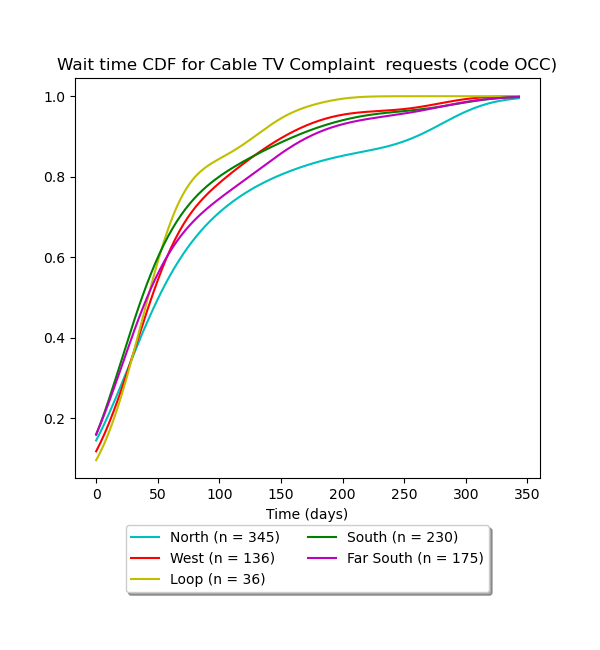 Wait time CDF for Cable TV Complaint  requests (code OCC)
1.0
0.8
0.6
0.4
0.2
0 50 100 150 200 250 300 350
Time (days)
North (n = 345) South (n = 230)
West (n = 136) Far South (n = 175)
Loop (n = 36)